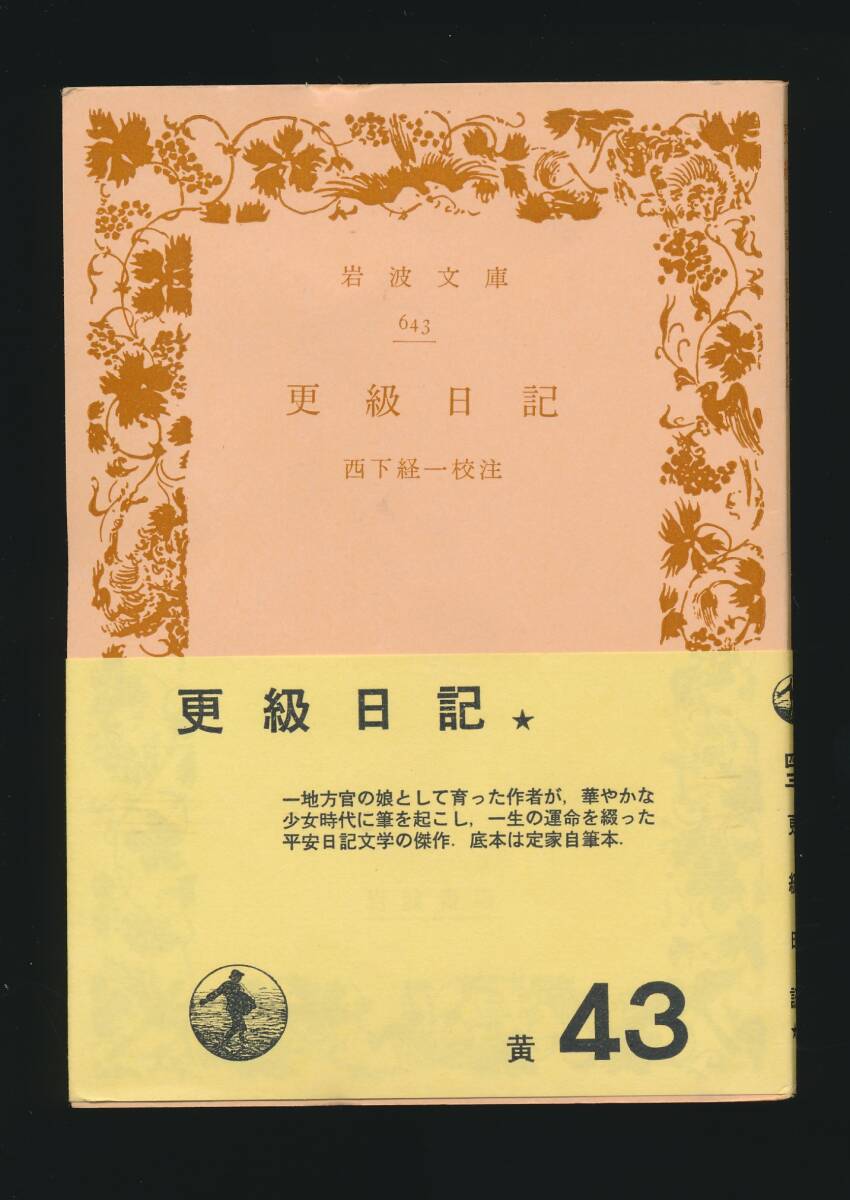 岩波文庫
643
更級日記
西下経一校注
更級日記★
一地方官の娘として育った作者が，華やかな
少女時代に筆を起こし，一生の運命を綴った
平安日記文学の傑作．底本は定家自筆本．
黄 43